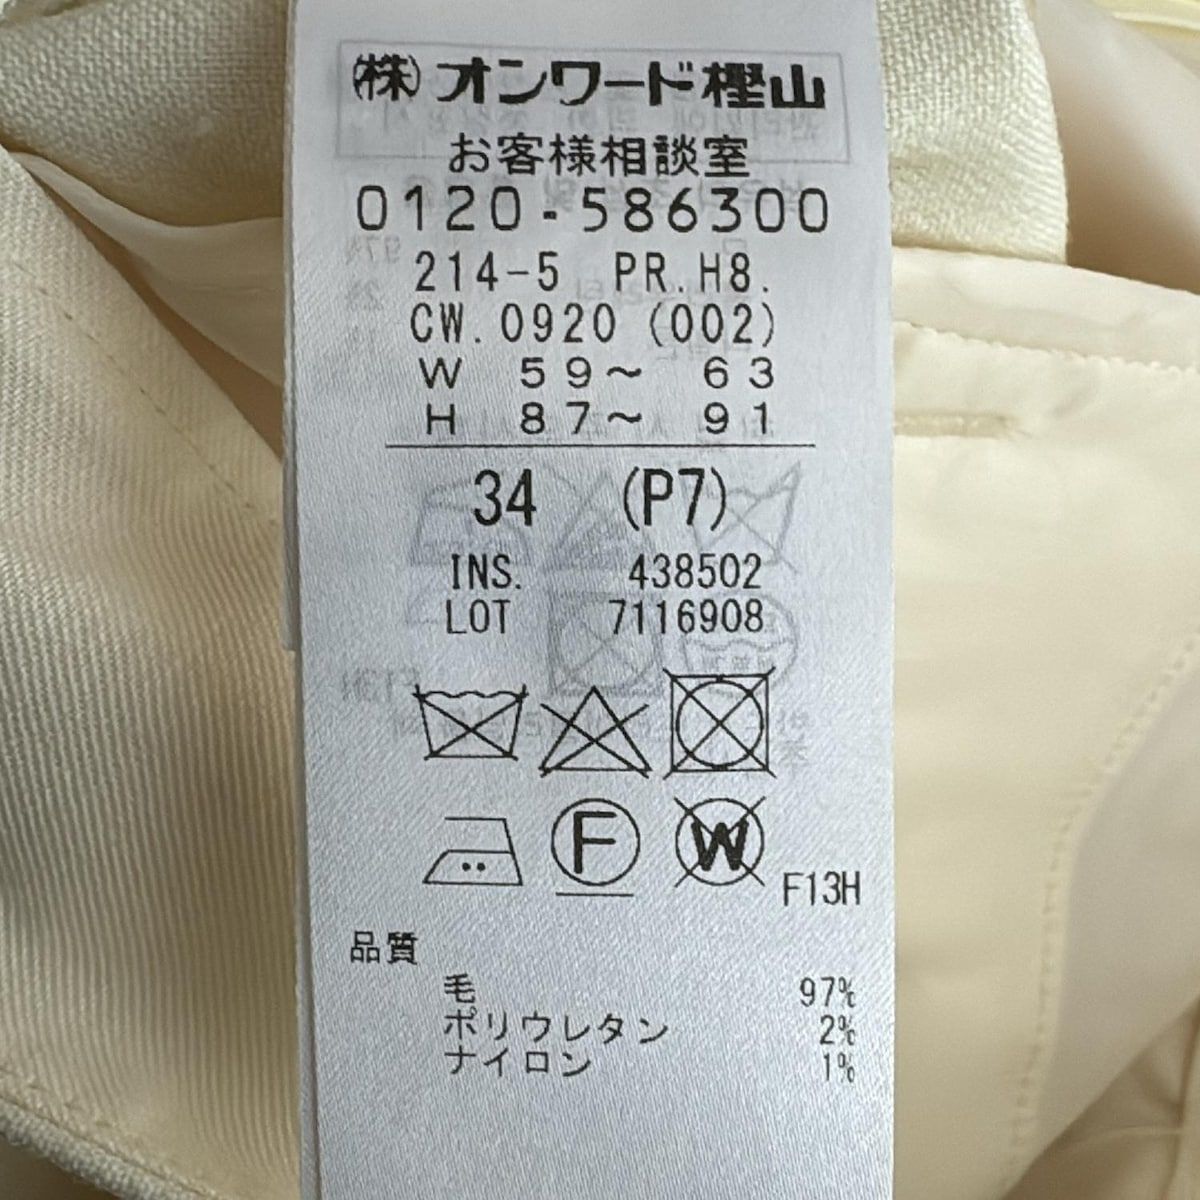 (株)オンワード樫山
お客様相談室
0120-586300
214-5 PR.H8.
CW.0920(002)
W 59～ 63
H 87～ 91
34 (P7)
INS. 438502
LOT 7116908
F
W
F13H
品質
毛 97%
ポリウレタン 2%
ナイロン 1%